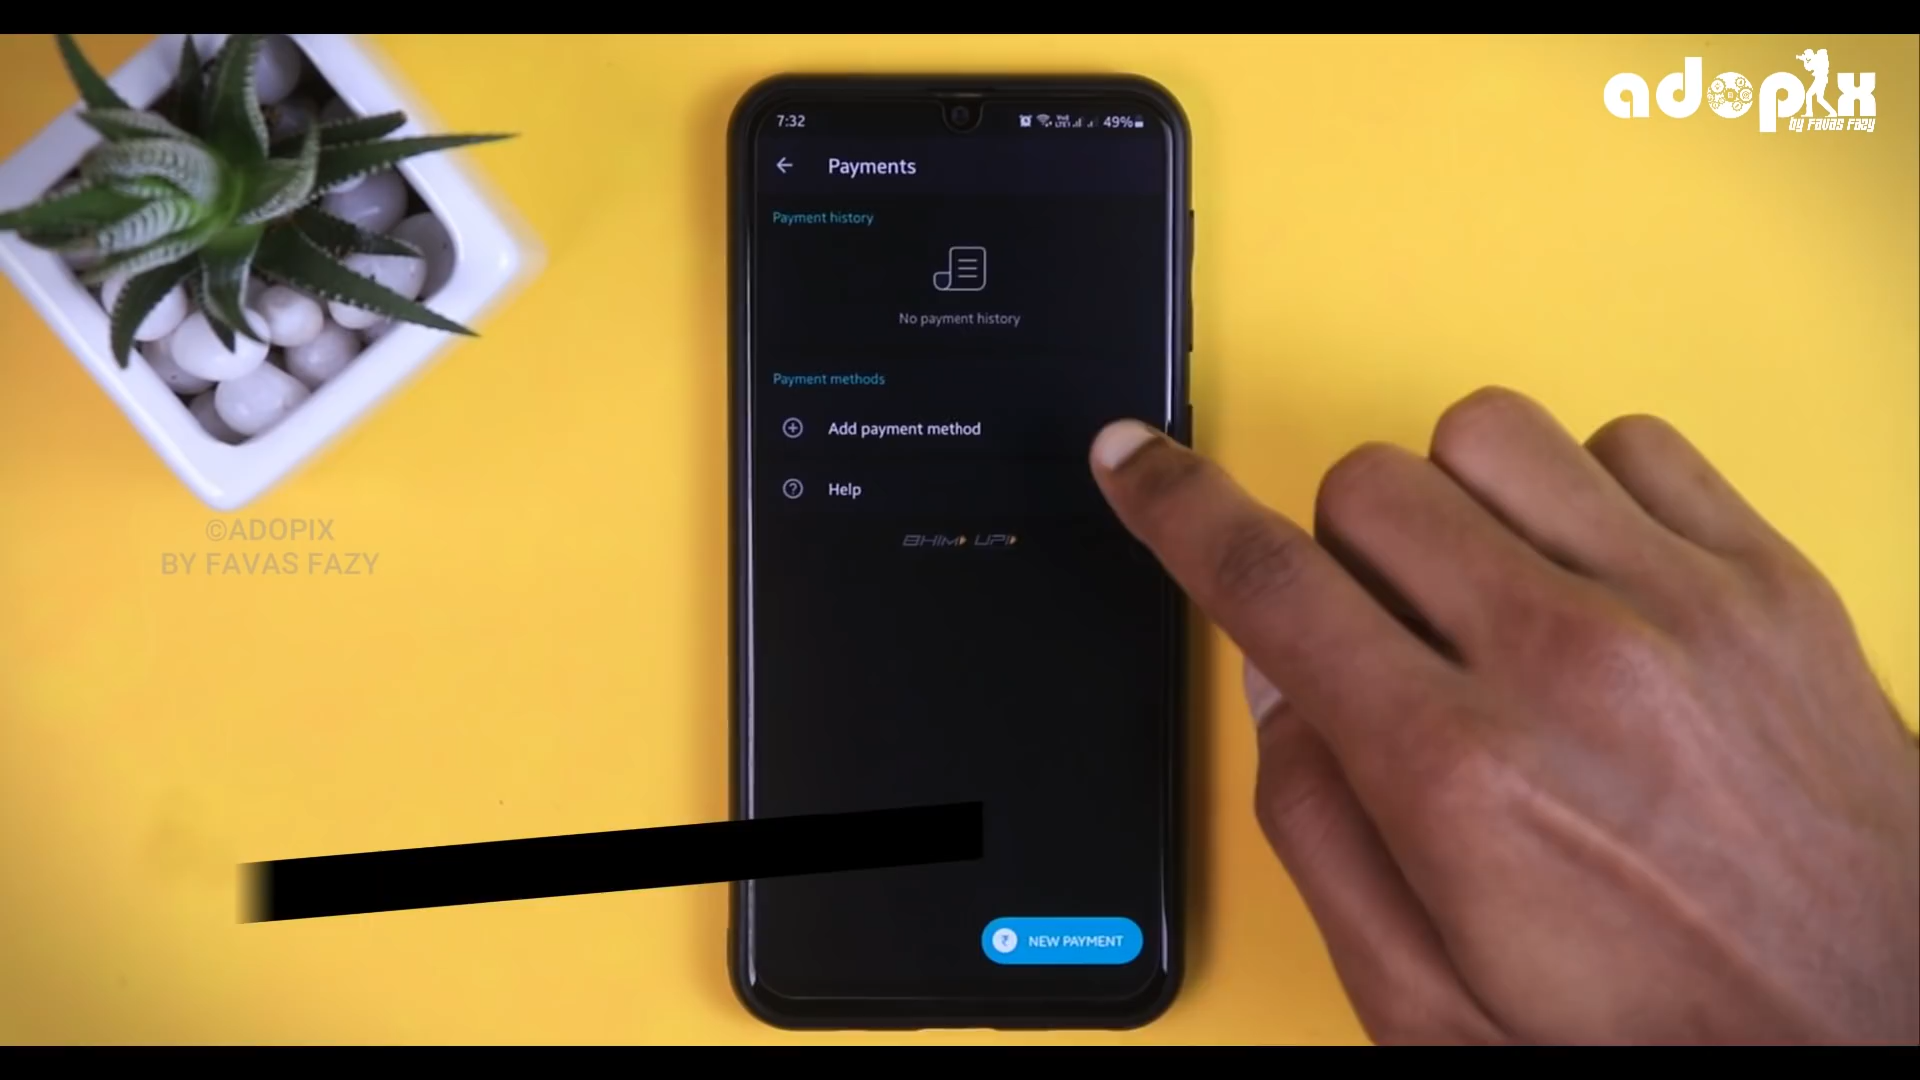 adopix
by FAVAS FAZY
7:32
49%
Payments
Payment history
No payment history
Payment methods
Add payment method
Help
BHIM UPI
₹ NEW PAYMENT
©ADOPIX
BY FAVAS FAZY